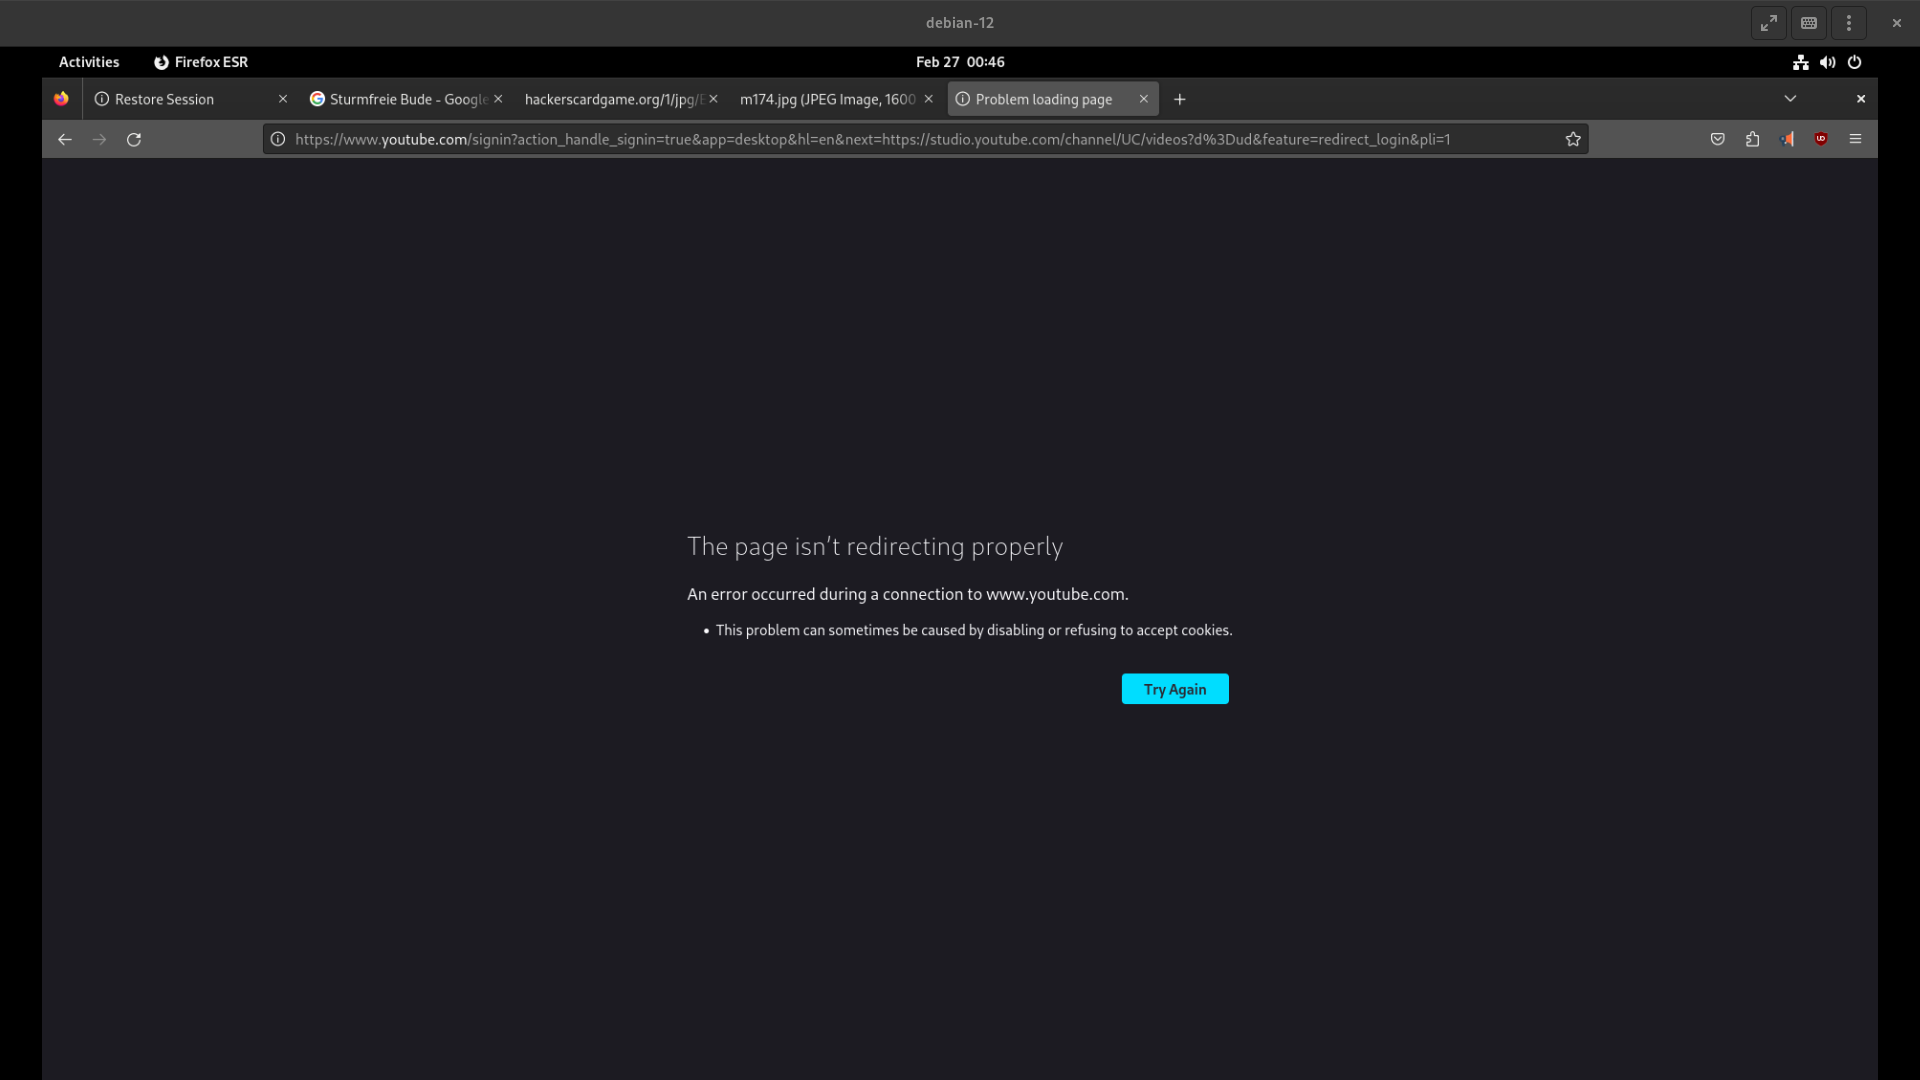 debian-12
Activities
Firefox ESR
Feb 27 00:46
Restore Session
Sturmfreie Bude - Google
hackerscardgame.org/1/jpg/
m174.jpg (JPEG Image, 1600
Problem loading page
https://www.youtube.com/signin?action_handle_signin=true&app=desktop&hl=en&next=https://studio.youtube.com/channel/UC/videos?d%3Dud&feature=redirect_login&pli=1
The page isn't redirecting properly
An error occurred during a connection to www.youtube.com.
• This problem can sometimes be caused by disabling or refusing to accept cookies.
Try Again